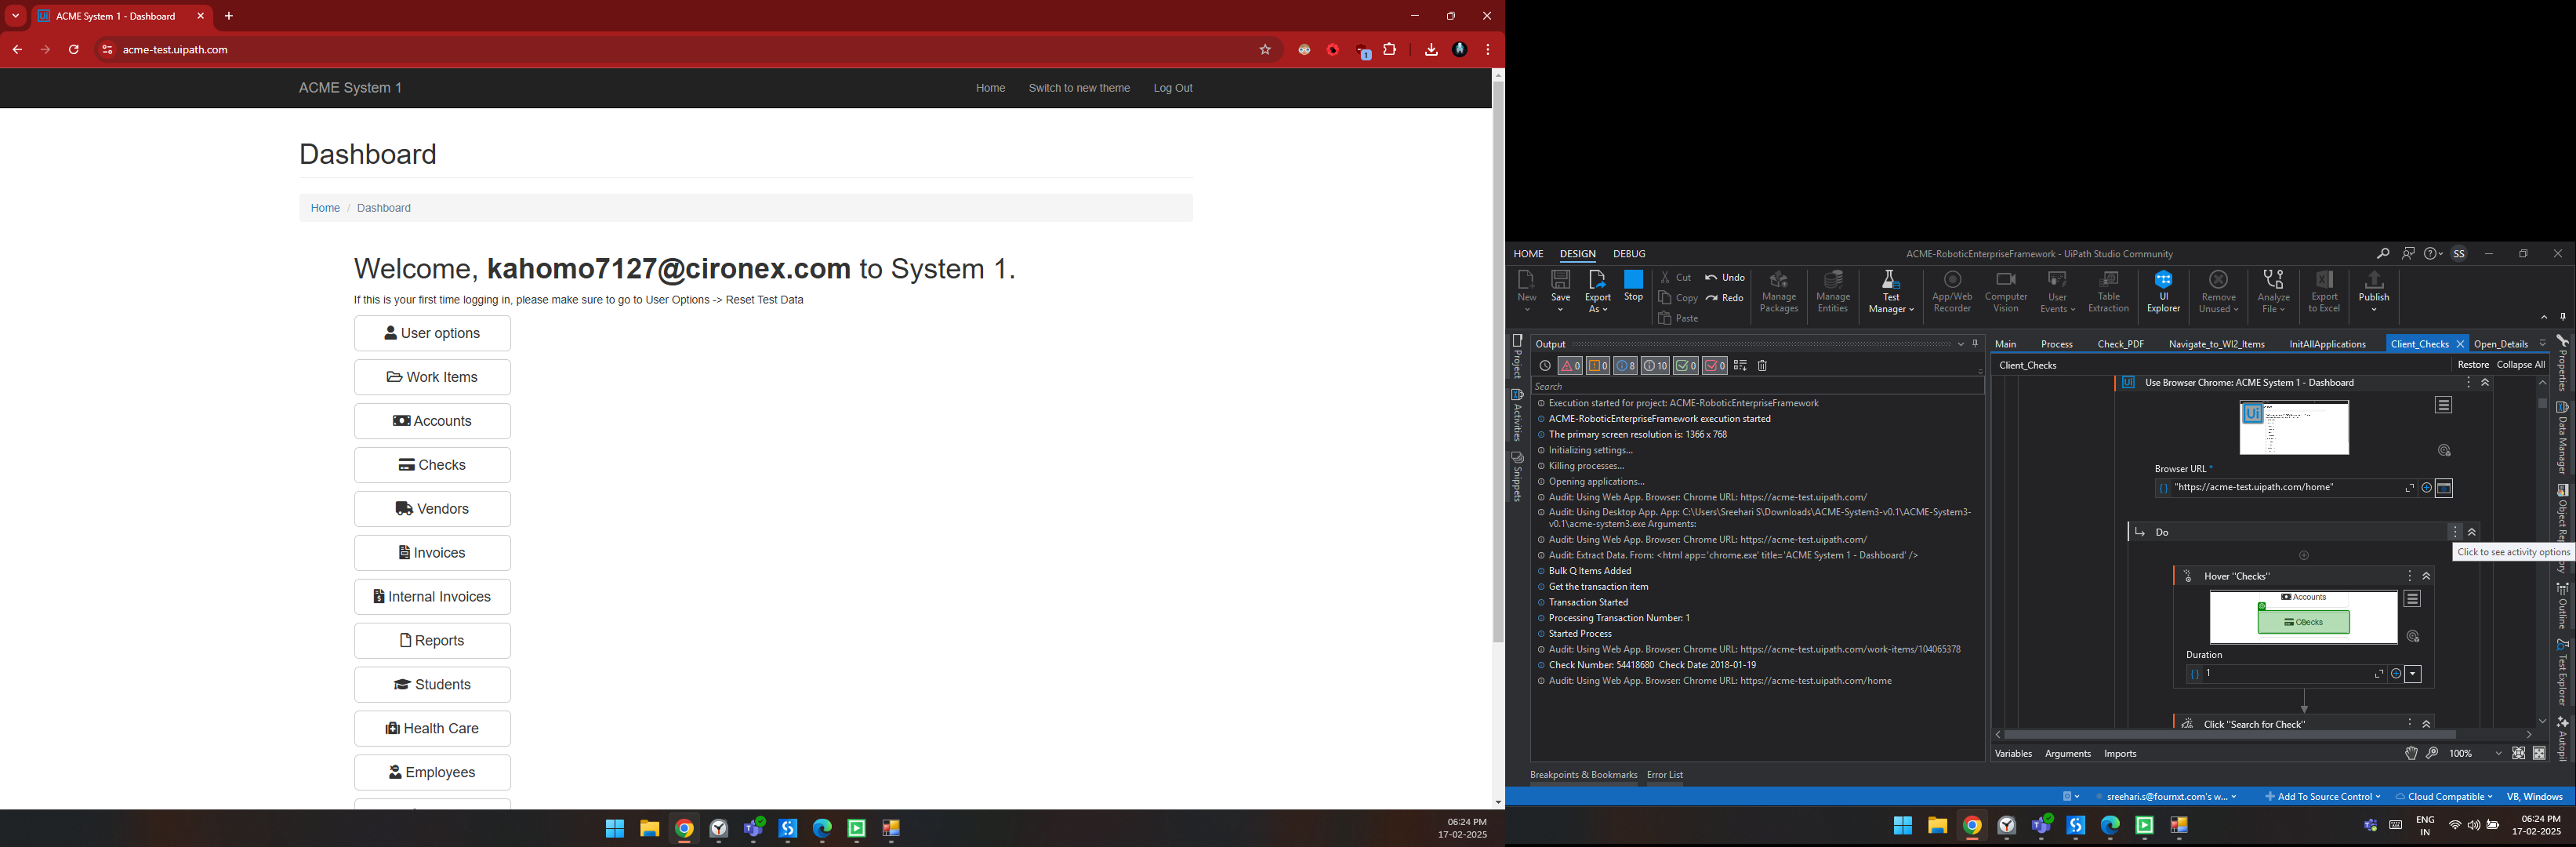 ACME System 1 - Dashboard
acme-test.uipath.com
1
ACME System 1
Home
Switch to new theme
Log Out
Dashboard
Home / Dashboard
Welcome, kahomo7127@cironex.com to System 1.
If this is your first time logging in, please make sure to go to User Options -> Reset Test Data
User options
Work Items
Accounts
Checks
Vendors
Invoices
Internal Invoices
Reports
Students
Health Care
Employees
06:24 PM
17-02-2025
HOME DESIGN DEBUG
ACME-RoboticEnterpriseFramework - UiPath Studio Community
SS
New
Save
Export As
Stop
Cut
Copy
Paste
Undo
Redo
Manage Packages
Manage Entities
Test Manager
App/Web Recorder
Computer Vision
User Events
Table Extraction
UI Explorer
Remove Unused
Analyze File
Export to Excel
Publish
Project
Activities
Snippets
Output
0 0 8 10 0 0
Search
Execution started for project: ACME-RoboticEnterpriseFramework
ACME-RoboticEnterpriseFramework execution started
The primary screen resolution is: 1366 x 768
Initializing settings...
Killing processes...
Opening applications...
Audit: Using Web App. Browser: Chrome URL: https://acme-test.uipath.com/
Audit: Using Desktop App. App: C:\Users\Sreehari S\Downloads\ACME-System3-v0.1\ACME-System3-
v0.1\acme-system3.exe Arguments:
Audit: Using Web App. Browser: Chrome URL: https://acme-test.uipath.com/
Audit: Extract Data. From: <html app='chrome.exe' title='ACME System 1 - Dashboard' />
Bulk Q Items Added
Get the transaction item
Transaction Started
Processing Transaction Number: 1
Started Process
Audit: Using Web App. Browser: Chrome URL: https://acme-test.uipath.com/work-items/104065378
Check Number: 54418680 Check Date: 2018-01-19
Audit: Using Web App. Browser: Chrome URL: https://acme-test.uipath.com/home
Breakpoints & Bookmarks
Error List
Main
Process
Check_PDF
Navigate_to_WI2_Items
InitAllApplications
Client_Checks
Open_Details
Client_Checks
Restore
Collapse All
Use Browser Chrome: ACME System 1 - Dashboard
Browser URL *
"https://acme-test.uipath.com/home"
Do
Click to see activity options
Hover "Checks"
Accounts
Duration
1
Click "Search for Check"
Variables
Arguments
Imports
100%
Properties
Data Manager
Outline
Test Explorer
Autopil
sreehari.s@fournxt.com's w...
Add To Source Control
Cloud Compatible
VB, Windows
ENG
IN
06:24 PM
17-02-2025